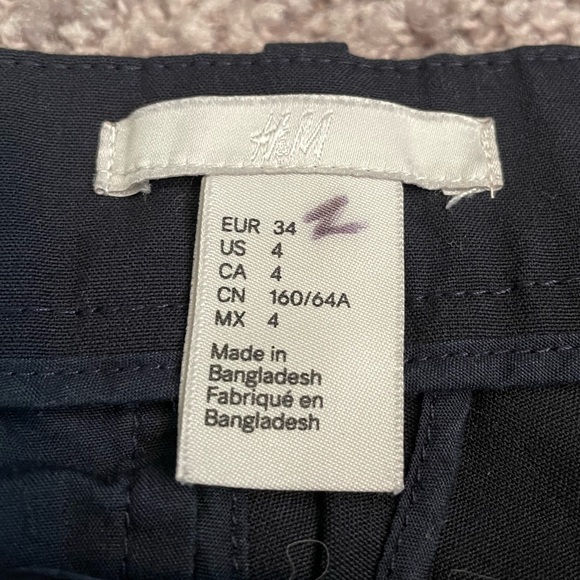 H&M
EUR 34
US 4
CA 4
CN 160/64A
MX 4
Made in
Bangladesh
Fabriqué en
Bangladesh